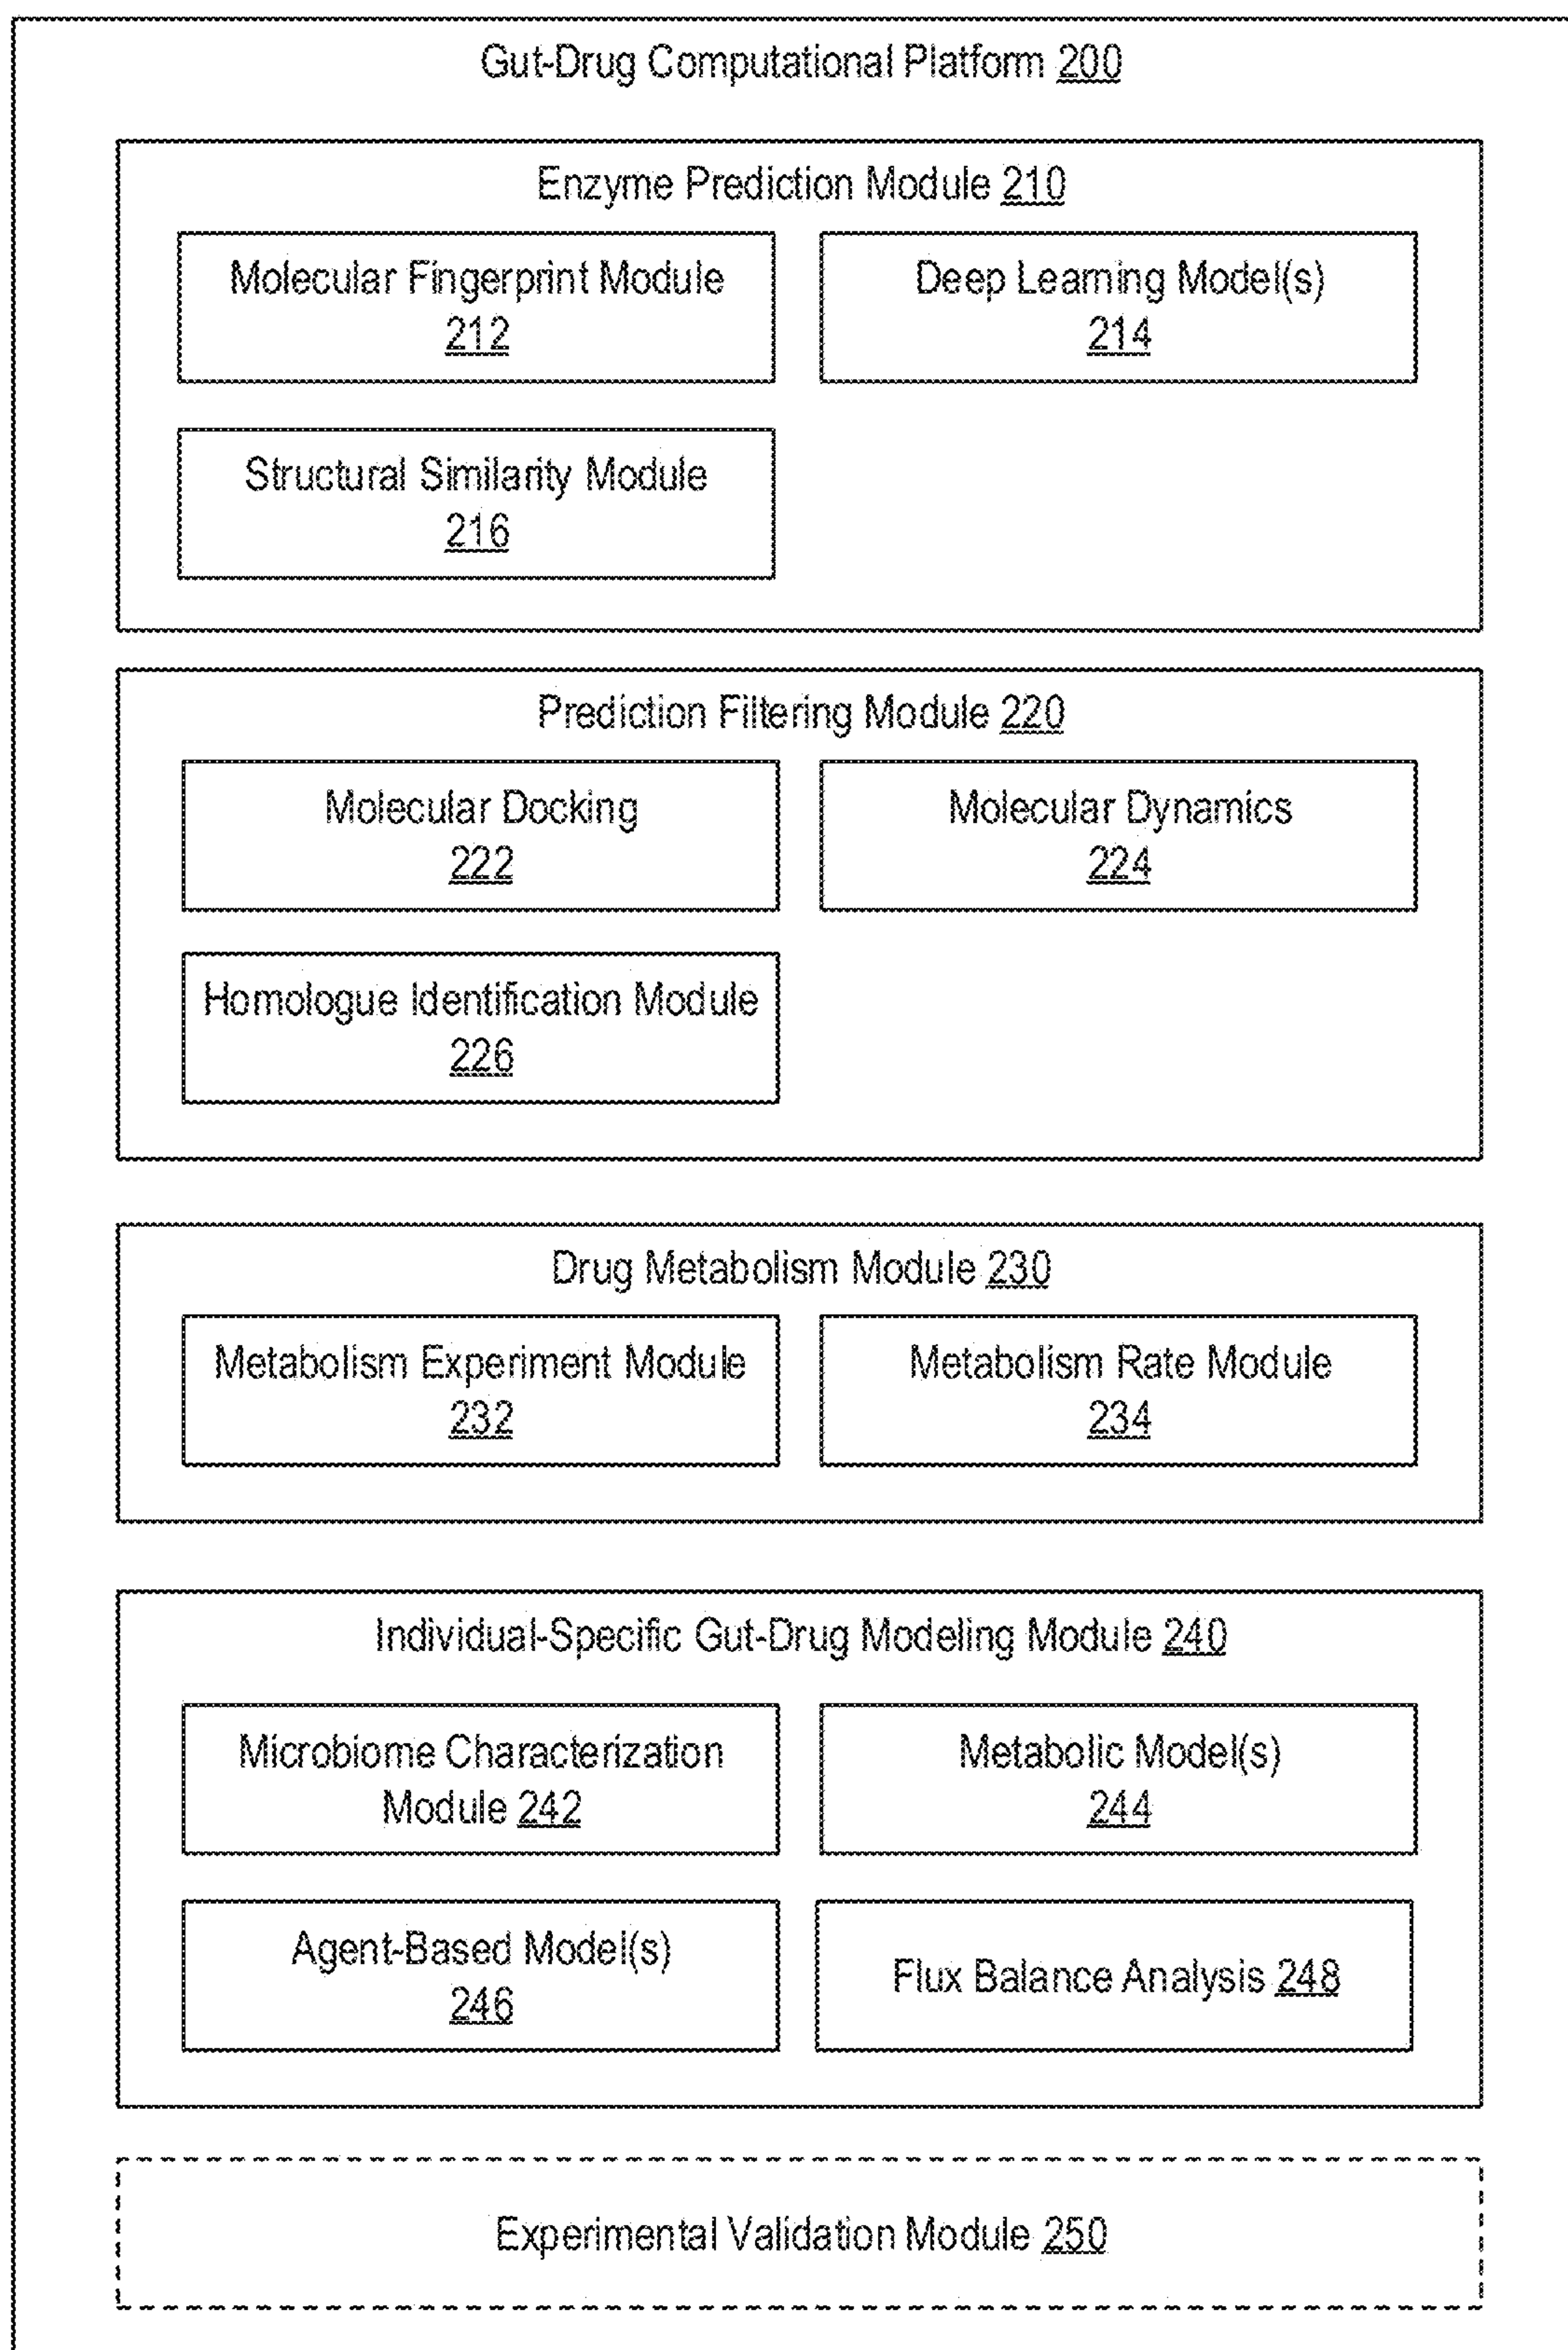 Gut-Drug Computational Platform 200
Enzyme Prediction Module 210
Molecular Fingerprint Module
212
Deep Learning Model(s)
214
Structural Similarity Module
216
Prediction Filtering Module 220
Molecular Docking
222
Molecular Dynamics
224
Homologue Identification Module
226
Drug Metabolism Module 230
Metabolism Experiment Module
232
Metabolism Rate Module
234
Individual-Specific Gut-Drug Modeling Module 240
Microbiome Characterization
Module 242
Metabolic Model(s)
244
Agent-Based Model(s)
246
Flux Balance Analysis 248
Experimental Validation Module 250